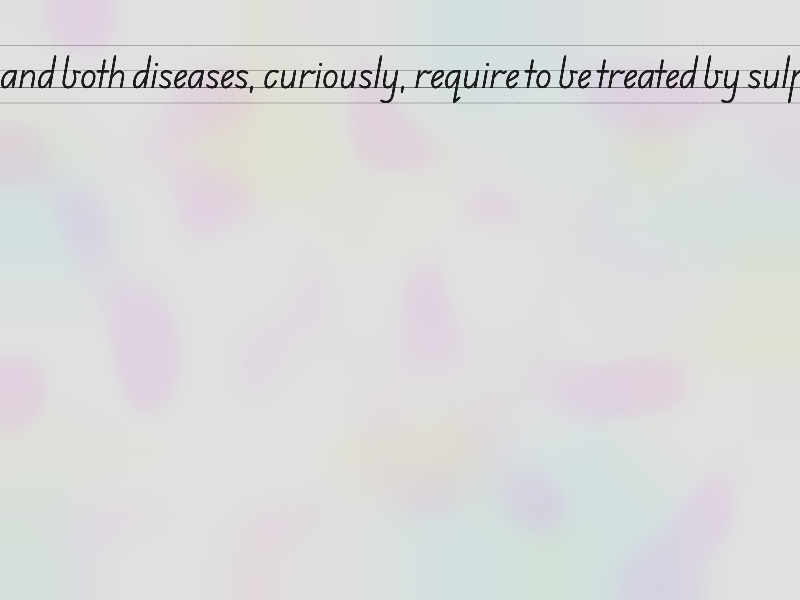 and both diseases, curiously, require to be treated by